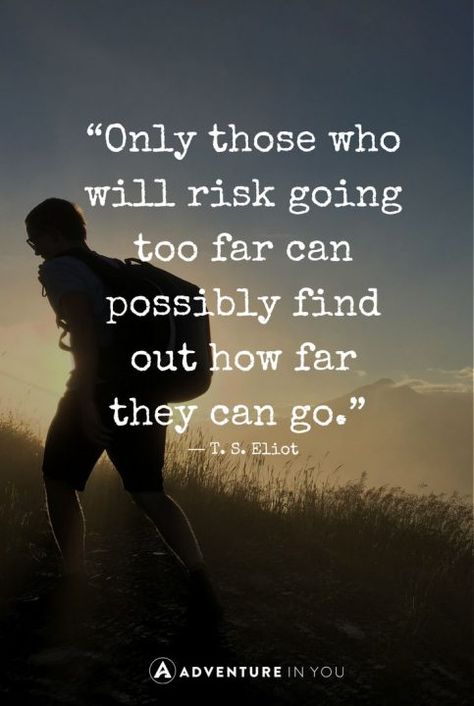 “Only those who
will risk going
too far can
possibly find
out how far
they can go.”
— T. S. Eliot
ADVENTURE IN YOU